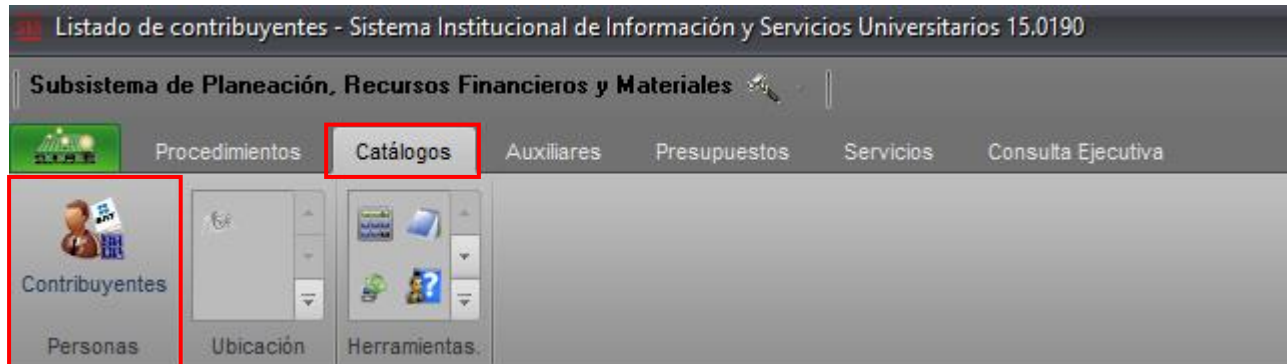 Listado de contribuyentes - Sistema Institucional de Información y Servicios Universitarios 15.0190
Subsistema de Planeación, Recursos Financieros y Materiales
Procedimientos Catálogos Auxiliares Presupuestos Servicios Consulta Ejecutiva
Contribuyentes
Personas Ubicación Herramientas.